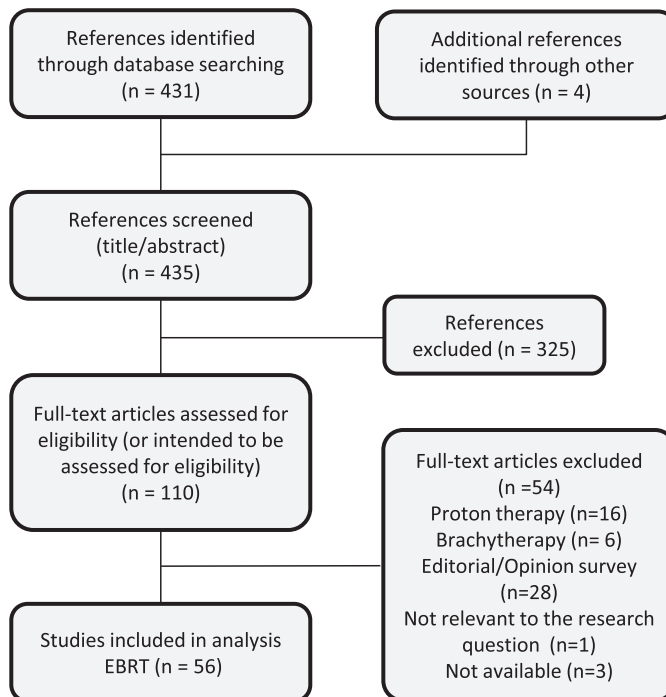 References identified
through database searching
(n = 431)
Additional references
identified through other
sources (n = 4)
References screened
(title/abstract)
(n = 435)
References
excluded (n = 325)
Full-text articles assessed for
eligibility (or intended to be
assessed for eligibility)
(n = 110)
Full-text articles excluded
(n =54)
Proton therapy (n=16)
Brachytherapy (n= 6)
Editorial/Opinion survey
(n=28)
Not relevant to the research
question (n=1)
Not available (n=3)
Studies included in analysis
EBRT (n = 56)